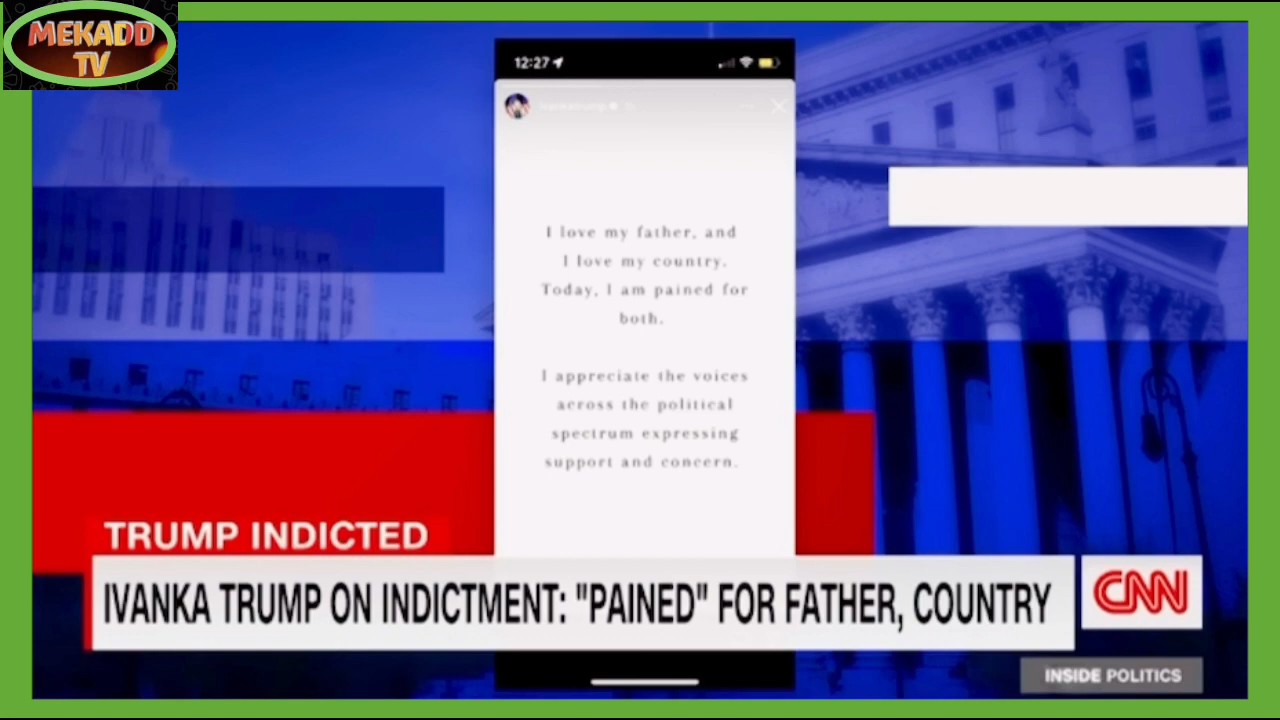 MEKADD
TV
12:27
I love my father, and
I love my country.
Today, I am pained for
both.
I appreciate the voices
across the political
spectrum expressing
support and concern.
TRUMP INDICTED
IVANKA TRUMP ON INDICTMENT: "PAINED" FOR FATHER, COUNTRY
CNN
INSIDE POLITICS